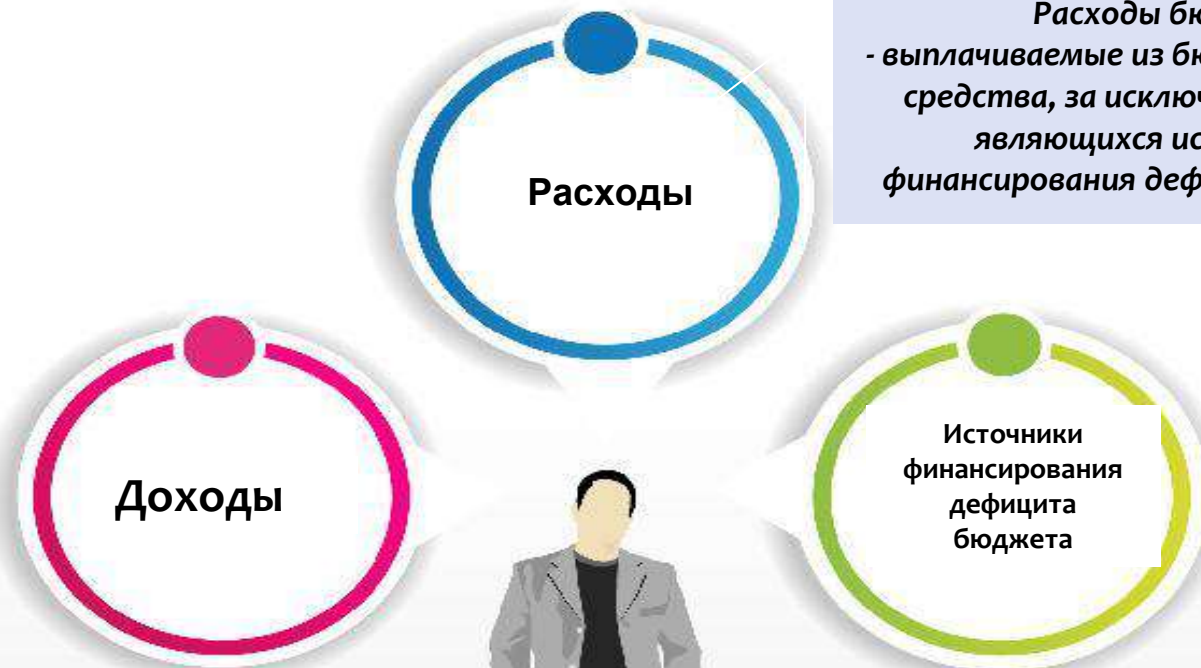 Расходы
- выплачиваемые из
средства, за
являющихся
финансирования
Расходы
Доходы
Источники
финансирования
дефицита
бюджета